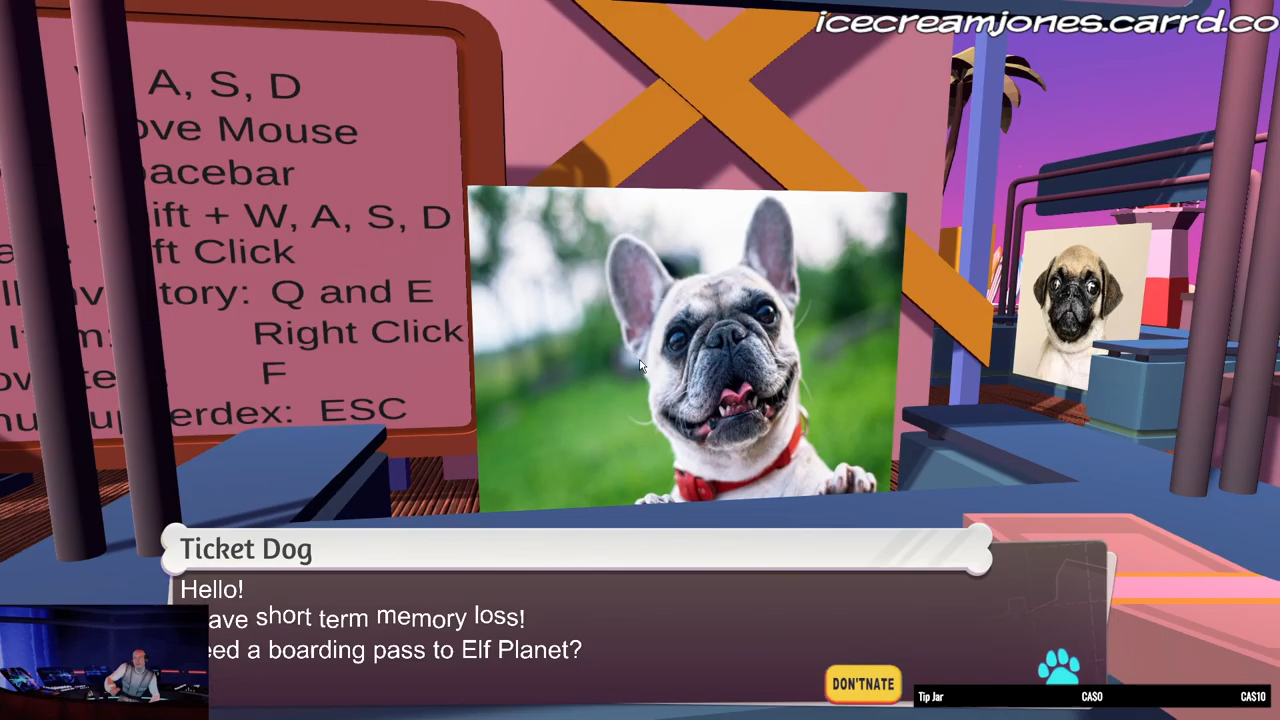 icecreamjones.carrd.co
A, S, D
ove Mouse
acebar
ift + W, A, S, D
ft Click
tory: Q and E
Right Click
F
erdex: ESC
Ticket Dog
Hello!
ave short term memory loss!
eed a boarding pass to Elf Planet?
DON'TNATE
Tip Jar CA$0 CA$10